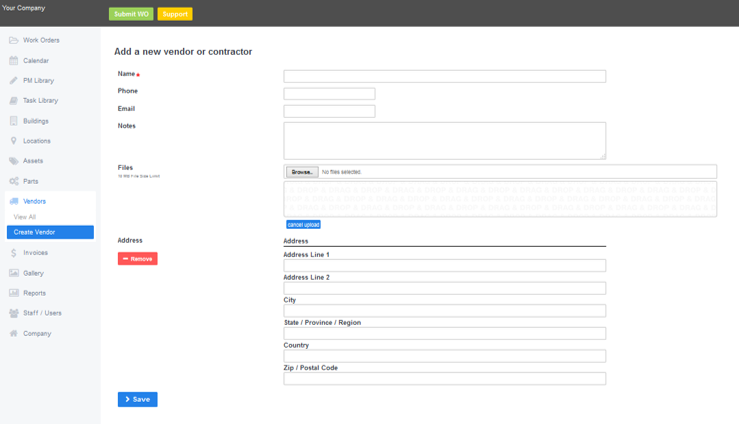 Your Company
Submit WO
Support
Work Orders
Calendar
PM Library
Task Library
Buildings
Locations
Assets
Parts
Vendors
View All
Create Vendor
Invoices
Gallery
Reports
Staff / Users
Company
Add a new vendor or contractor
Name
Phone
Email
Notes
Files
10 MB File Size Limit
Browse.. No files selected.
cancel upload
Address
Remove
Address
Address Line 1
Address Line 2
City
State / Province / Region
Country
Zip / Postal Code
Save